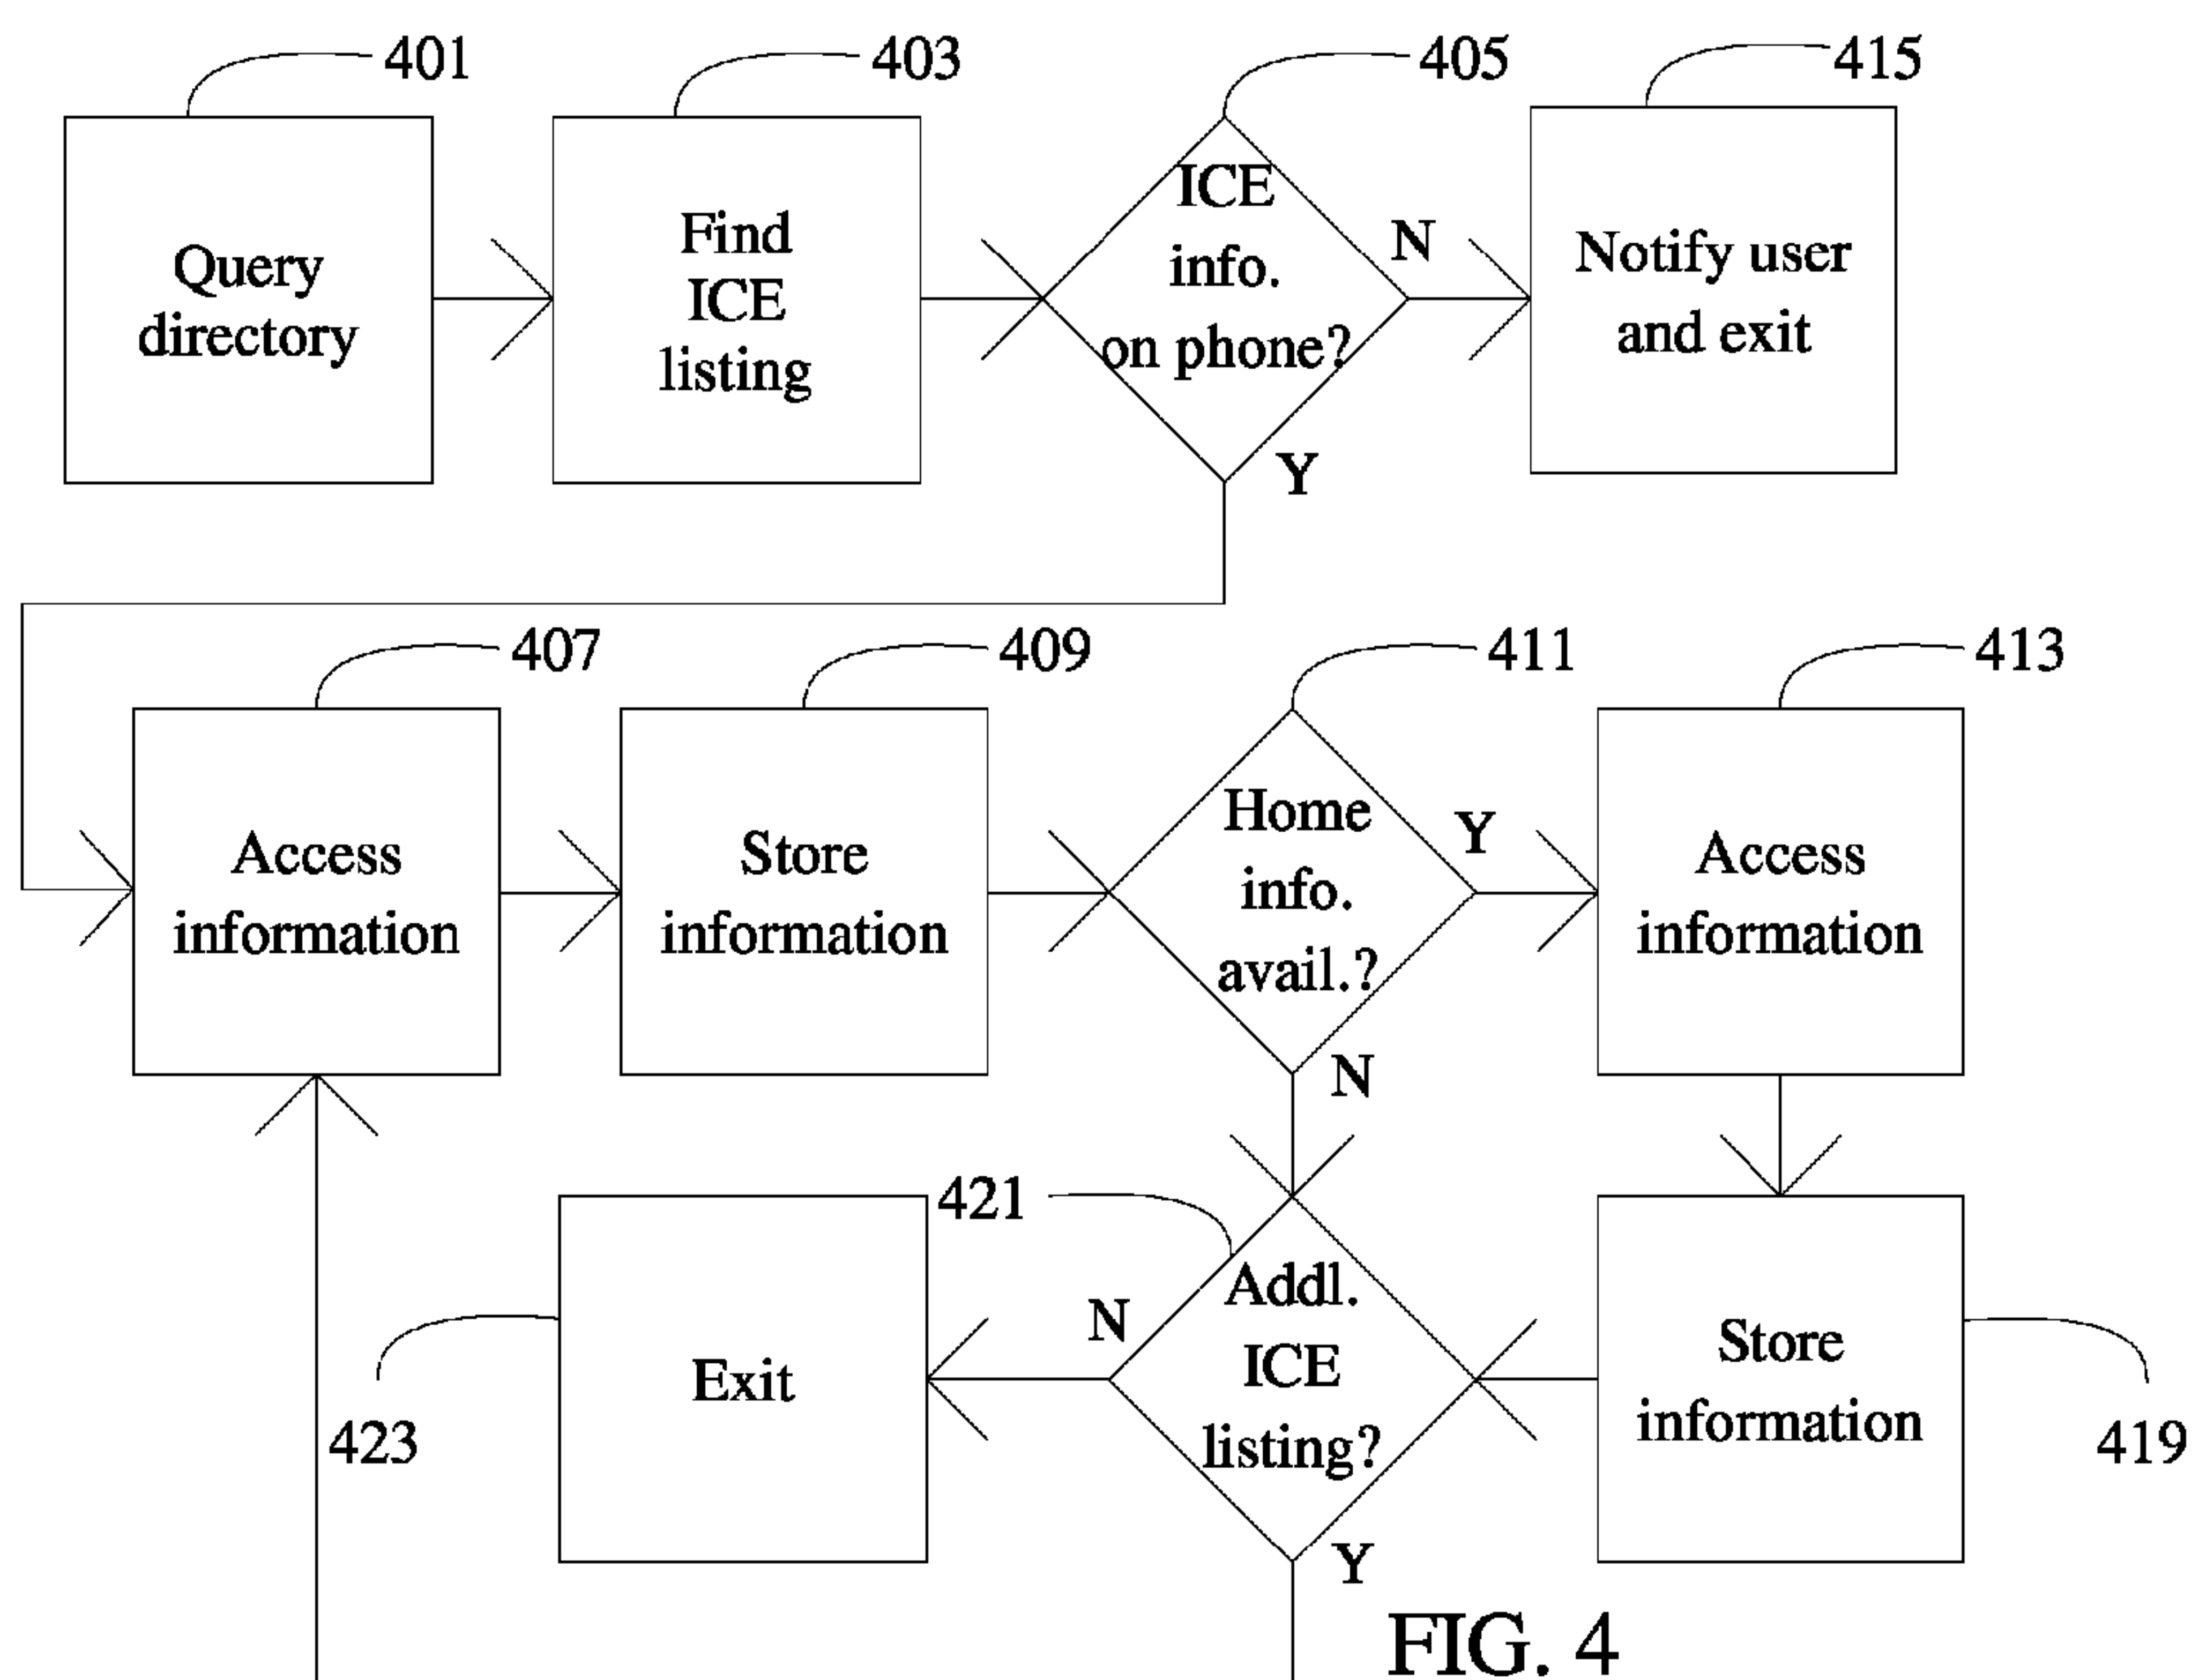 401
403
405
415
Query
directory
Find
ICE
listing
ICE
info.
on phone?
N
Y
Notify user
and exit
407
409
411
413
Access
information
Store
information
Home
info.
avail.?
Y
N
Access
information
421
423
Exit
N
Addl.
ICE
listing?
Y
Store
information
419
FIG. 4